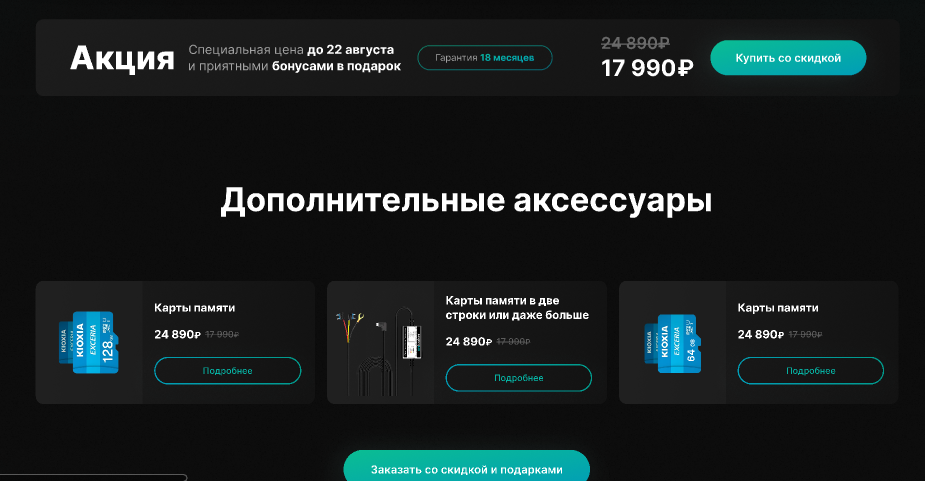 Акция
Специальная цена до 22 августа
и приятными бонусами в подарок
Гарантия 18 месяцев
24 890₽
17 990₽
Купить со скидкой
Дополнительные аксессуары
KIOXIA
EXCERIA
128 GB
Карты памяти
24 890₽ 17 990₽
Подробнее
Карты памяти в две
строки или даже больше
24 890₽ 17 990₽
Подробнее
KIOXIA
EXCERIA
64 GB
Карты памяти
24 890₽ 17 990₽
Подробнее
Заказать со скидкой и подарками